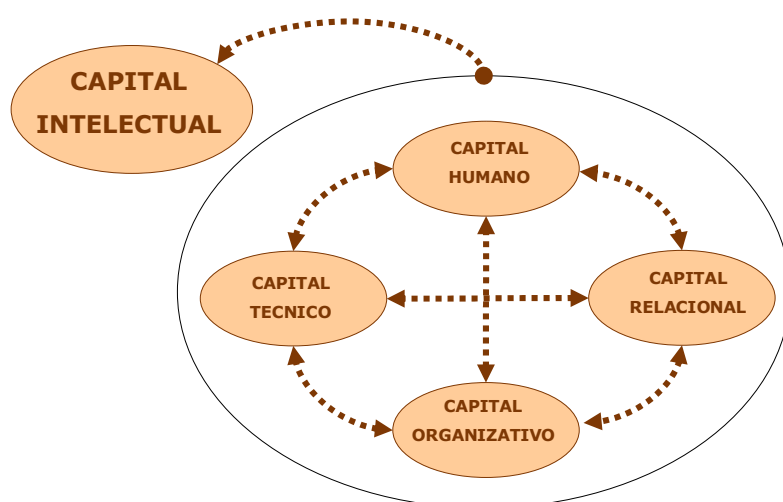 CAPITAL
INTELECTUAL
CAPITAL
HUMANO
CAPITAL
TECNICO
CAPITAL
RELACIONAL
CAPITAL
ORGANIZATIVO